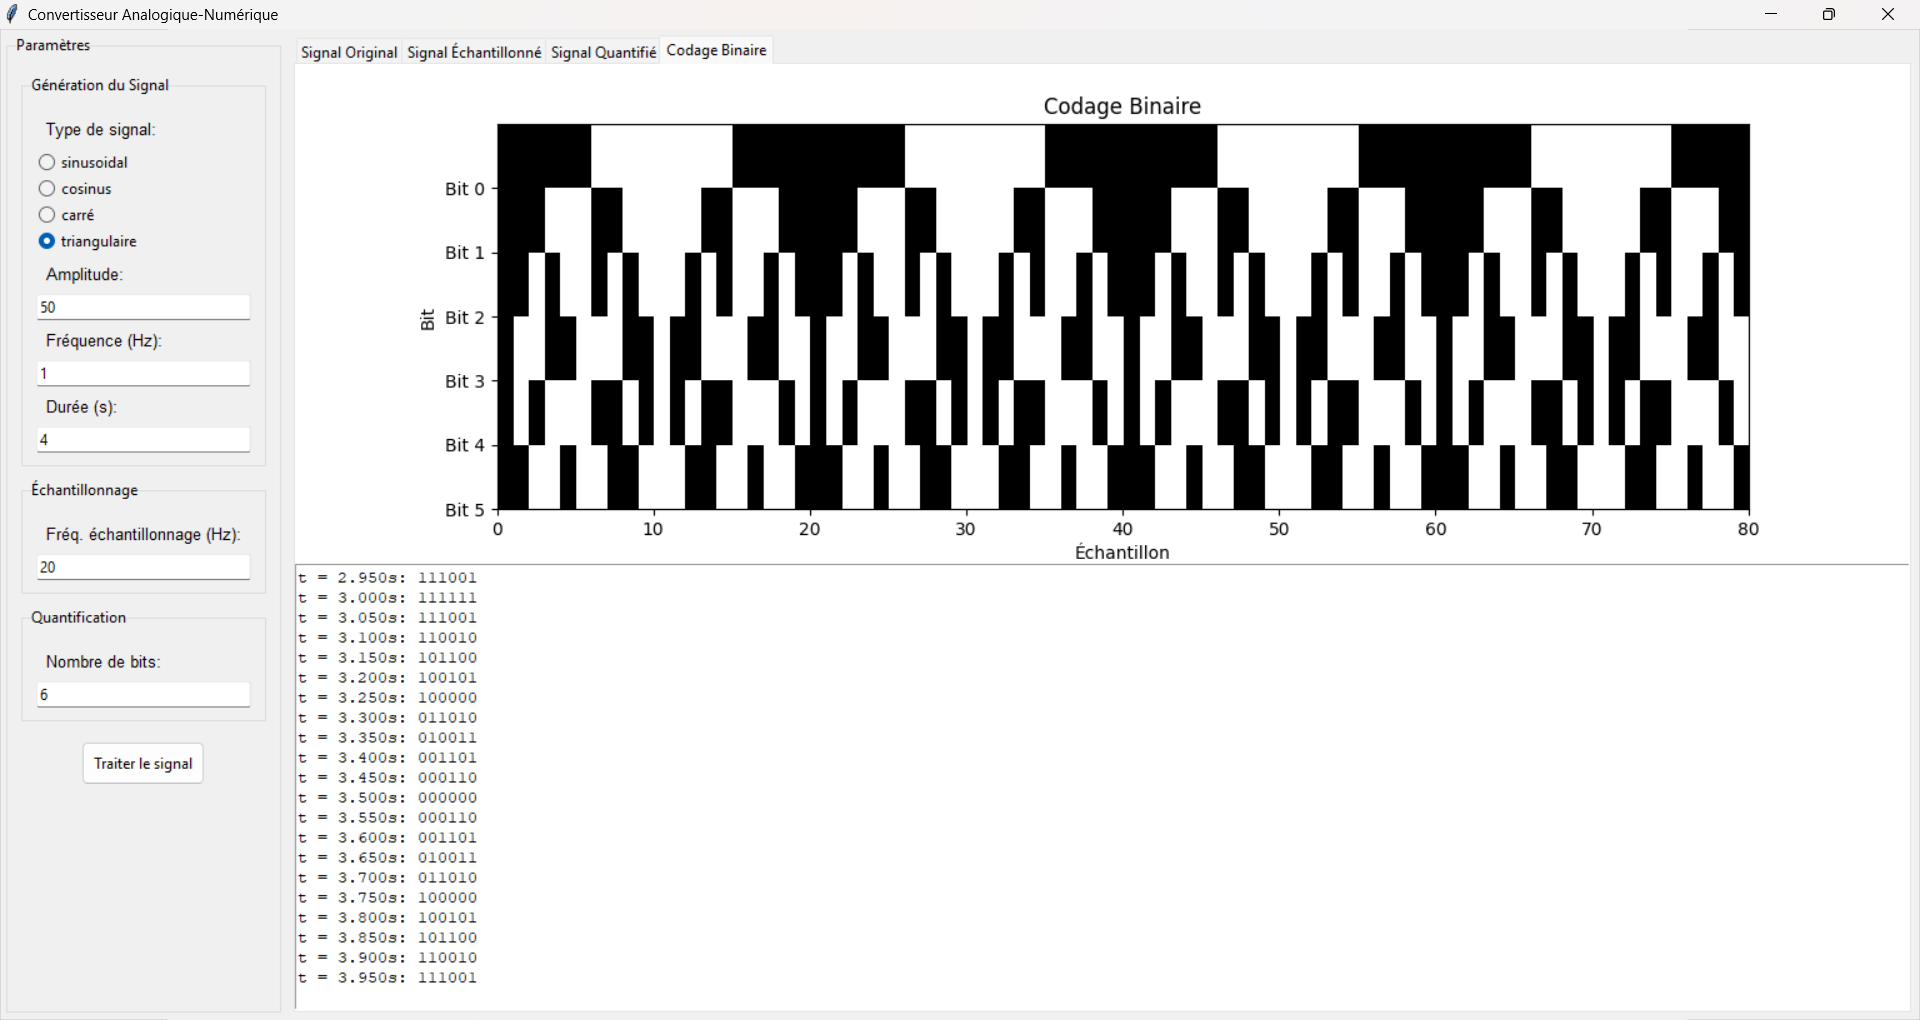 Convertisseur Analogique-Numérique
Paramètres
Génération du Signal
Type de signal:
sinusoidal
cosinus
carré
triangulaire
Amplitude:
50
Fréquence (Hz):
1
Durée (s):
4
Échantillonnage
Fréq. échantillonnage (Hz):
20
Quantification
Nombre de bits:
6
Traiter le signal
Signal Original Signal Échantillonné Signal Quantifié Codage Binaire
Codage Binaire
Bit
Bit 0
Bit 1
Bit 2
Bit 3
Bit 4
Bit 5
0 10 20 30 40 50 60 70 80
Échantillon
t = 2.950s: 111001
t = 3.000s: 111111
t = 3.050s: 111001
t = 3.100s: 110010
t = 3.150s: 101100
t = 3.200s: 100101
t = 3.250s: 100000
t = 3.300s: 011010
t = 3.350s: 010011
t = 3.400s: 001101
t = 3.450s: 000110
t = 3.500s: 000000
t = 3.550s: 000110
t = 3.600s: 001101
t = 3.650s: 010011
t = 3.700s: 011010
t = 3.750s: 100000
t = 3.800s: 100101
t = 3.850s: 101100
t = 3.900s: 110010
t = 3.950s: 111001